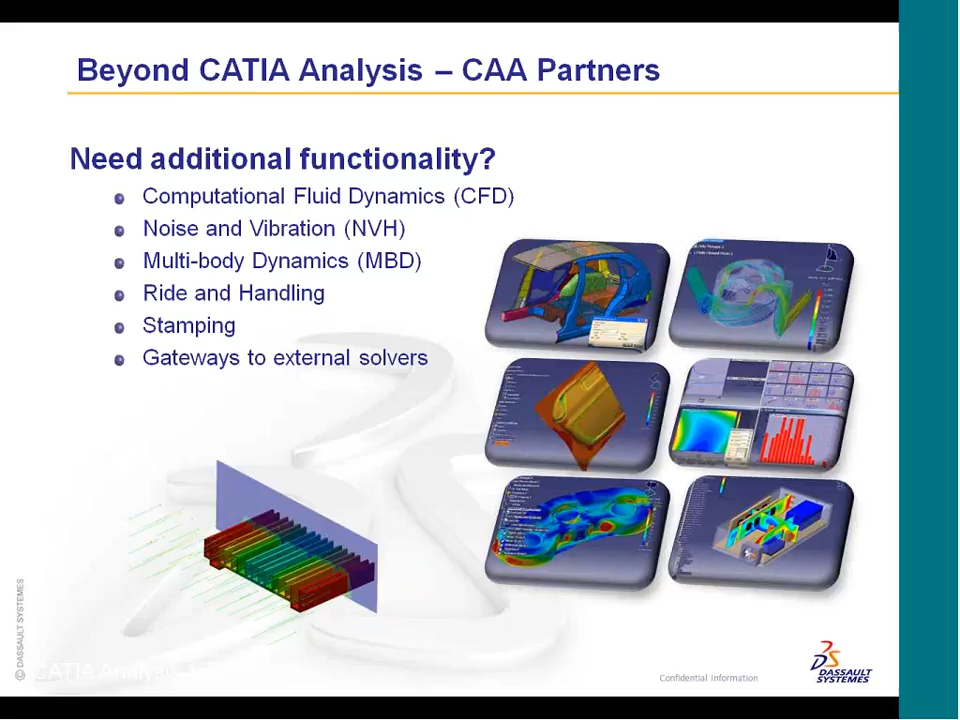 Beyond CATIA Analysis – CAA Partners
Need additional functionality?
Computational Fluid Dynamics (CFD)
Noise and Vibration (NVH)
Multi-body Dynamics (MBD)
Ride and Handling
Stamping
Gateways to external solvers
© DASSAULT SYSTEMES
CATIA Analysis
Confidential Information
DASSAULT
SYSTEMES